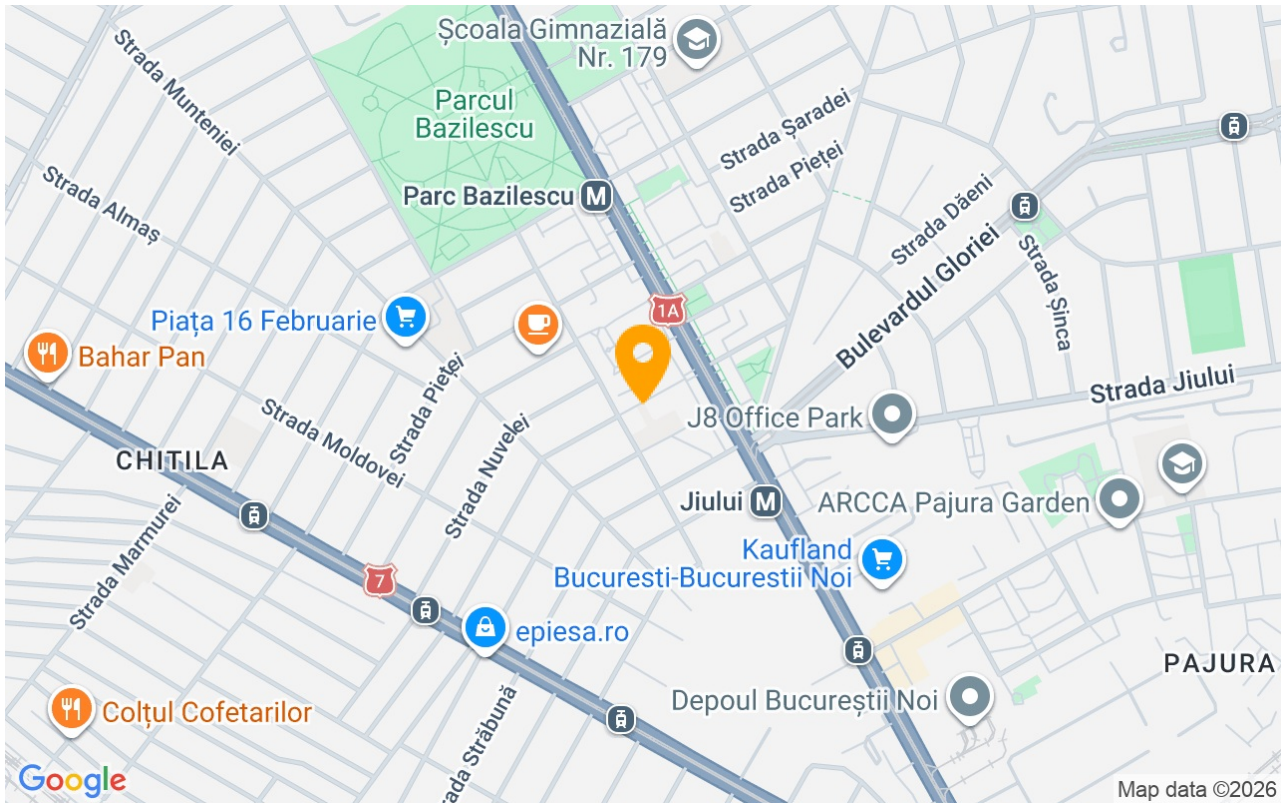 Școala Gimnazială
Nr. 179
Strada Munteniei
Parcul
Bazilescu
Strada Șaradei
Strada Pieței
Strada Almaș
Parc Bazilescu
M
Strada Dăeni
Bulevardul Gloriei
Strada Șinca
1A
Piața 16 Februarie
Bahar Pan
Strada Pieței
Strada Jiului
J8 Office Park
Strada Moldovei
Strada Nuvelei
CHITILA
Jiului
M
ARCCA Pajura Garden
Strada Marmurei
Kaufland
Bucuresti-Bucurestii Noi
7
epiesa.ro
PAJURA
Depoul Bucureștii Noi
Colțul Cofetarilor
rada Străbună
Google
Map data ©2026